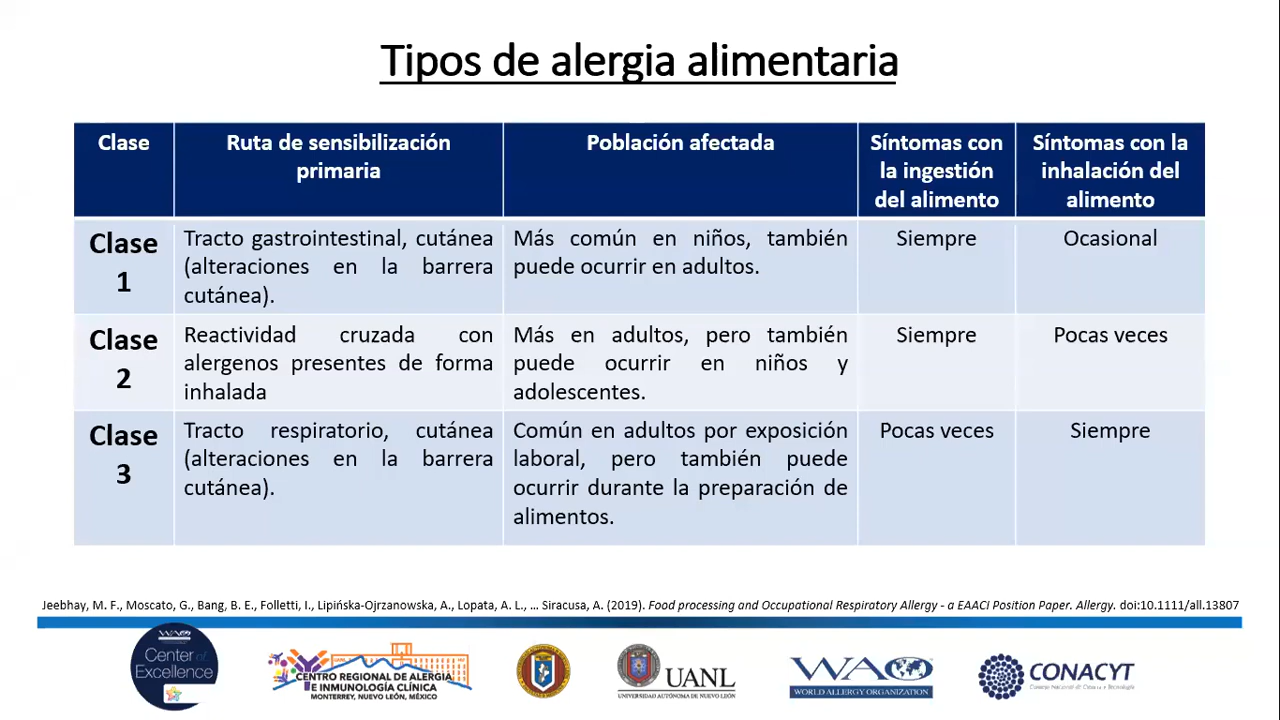 Tipos de alergia alimentaria
Clase
Ruta de sensibilización
primaria
Población afectada
Síntomas con
la ingestión
del alimento
Síntomas con la
inhalación del
alimento
Clase
1
Tracto gastrointestinal, cutánea
(alteraciones en la barrera
cutánea).
Más común en niños, también
puede ocurrir en adultos.
Siempre
Ocasional
Clase
2
Reactividad cruzada con
alergenos presentes de forma
inhalada
Más en adultos, pero también
puede ocurrir en niños y
adolescentes.
Siempre
Pocas veces
Clase
3
Tracto respiratorio, cutánea
(alteraciones en la barrera
cutánea).
Común en adultos por exposición
laboral, pero también puede
ocurrir durante la preparación de
alimentos.
Pocas veces
Siempre
Jeebhay, M. F., Moscato, G., Bang, B. E., Folletti, I., Lipińska-Ojrzanowska, A., Lopata, A. L., … Siracusa, A. (2019). Food processing and Occupational Respiratory Allergy - a EAACI Position Paper. Allergy. doi:10.1111/all.13807
WAO
Center of
Excellence
CENTRO REGIONAL DE ALERGIA
E INMUNOLOGÍA CLÍNICA
MONTERREY, NUEVO LEÓN, MÉXICO
UANL
UNIVERSIDAD AUTÓNOMA DE NUEVO LEÓN
WAO
WORLD ALLERGY ORGANIZATION
CONACYT
Consejo Nacional de Ciencia y Tecnología